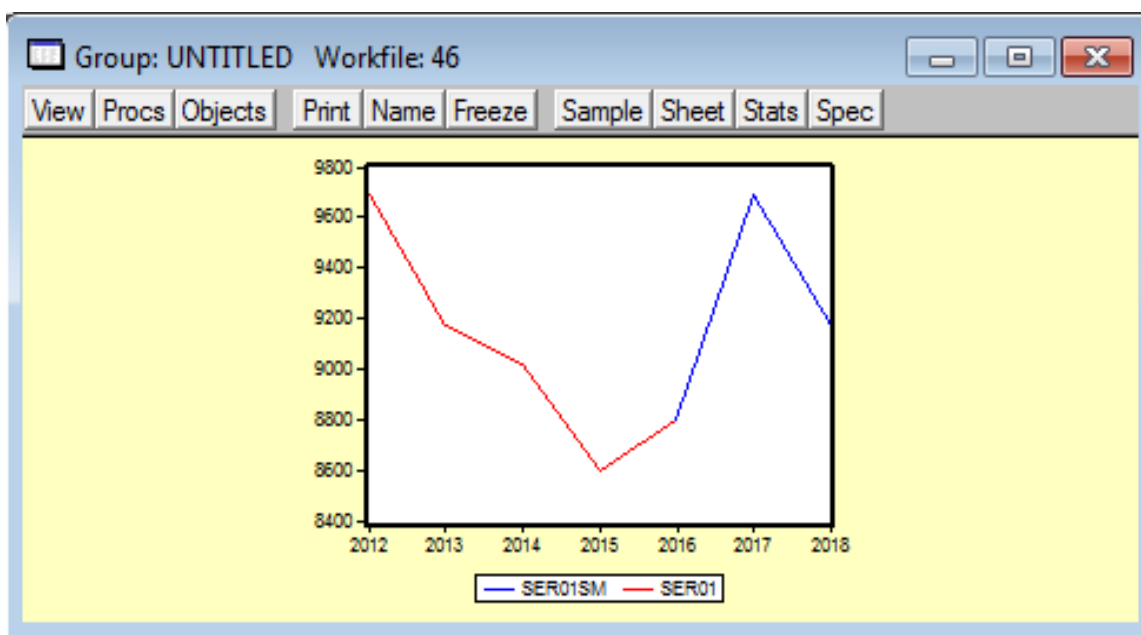 Group: UNTITLED Workfile: 46
View Procs Objects Print Name Freeze Sample Sheet Stats Spec
9800
9600
9400
9200
9000
8800
8600
8400
2012 2013 2014 2015 2016 2017 2018
SER01SM SER01